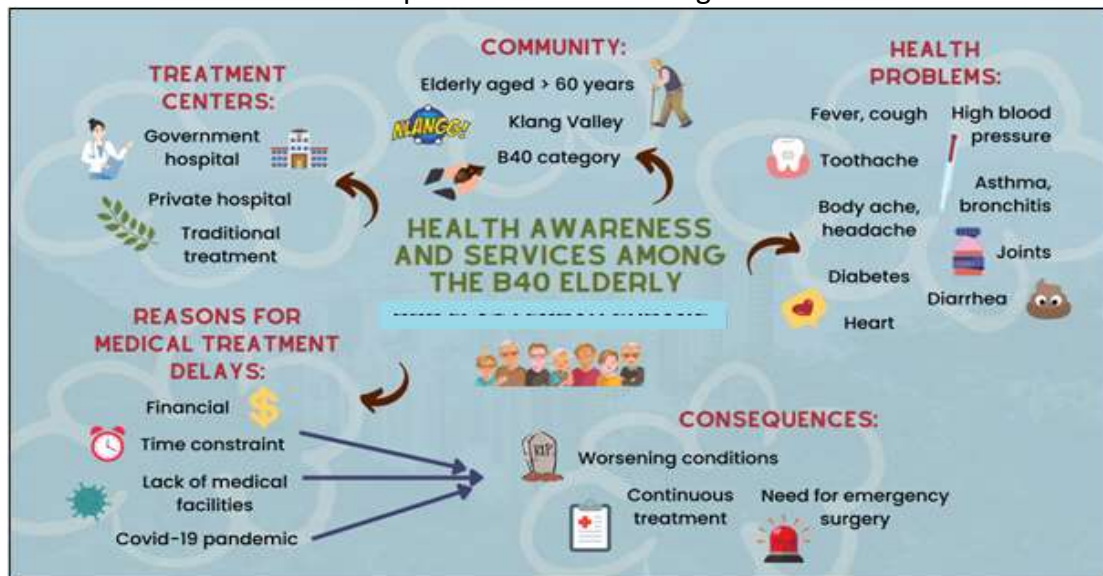 TREATMENT
CENTERS:
Government
hospital
Private hospital
Traditional
treatment
COMMUNITY:
Elderly aged > 60 years
KLANGG!
Klang Valley
B40 category
HEALTH
PROBLEMS:
Fever, cough
High blood
pressure
Toothache
Asthma,
bronchitis
Body ache,
headache
Joints
Diabetes
Diarrhea
Heart
HEALTH AWARENESS
AND SERVICES AMONG
THE B40 ELDERLY
REASONS FOR
MEDICAL TREATMENT
DELAYS:
Financial
Time constraint
Lack of medical
facilities
Covid-19 pandemic
CONSEQUENCES:
RIP
Worsening conditions
Continuous
treatment
Need for emergency
surgery